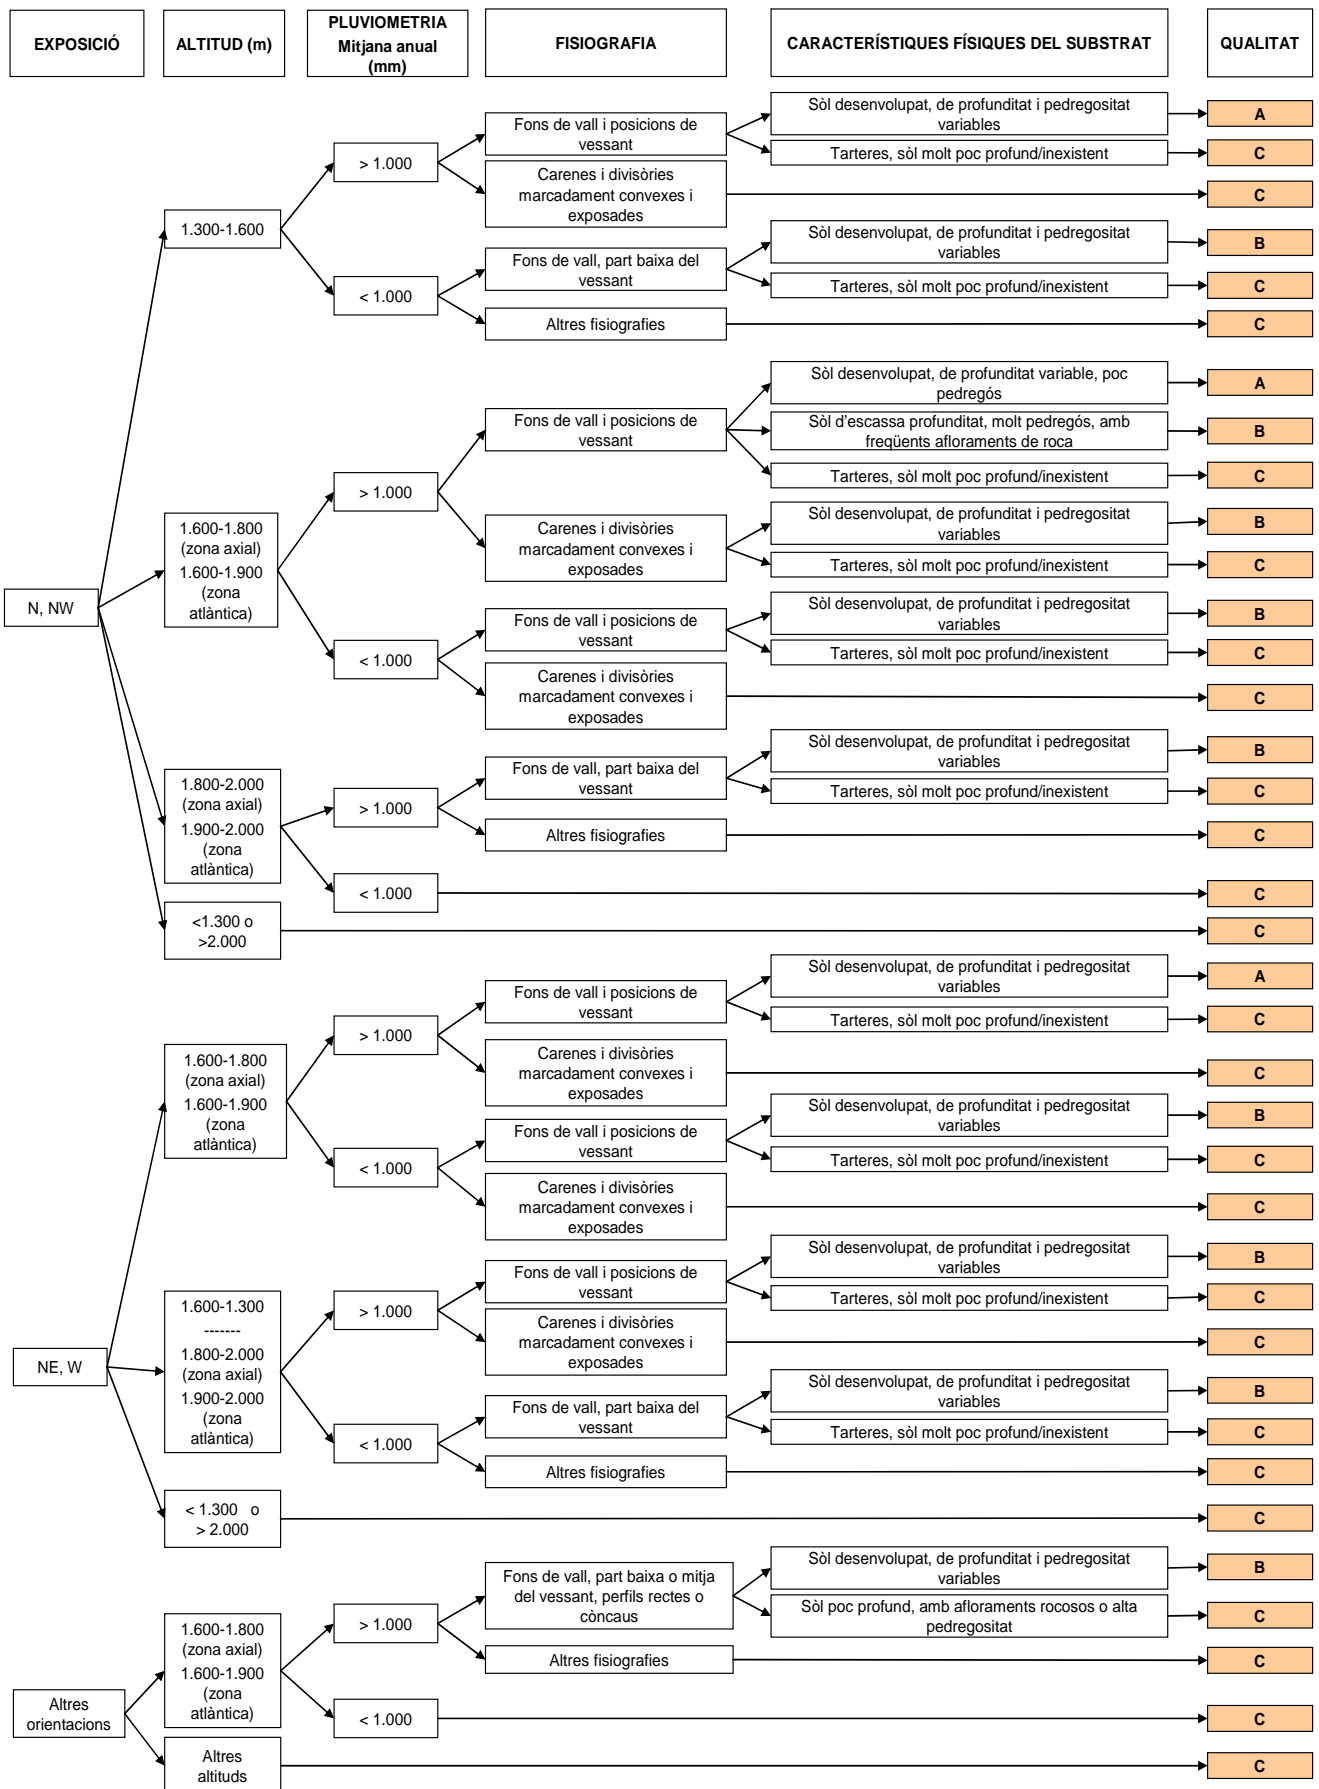 EXPOSICÓ
ALTITUD (m)
PLUVIOMETRIA
Mitjana anual
(mm)
FISIOGRAFIA
CARACTERÍSTIQUES FÍSIQUES DEL SUBSTRAT
QUALITAT
N, NW
1.300-1.600
> 1.000
Fons de vall i posicions de
vessant
Sòl desenvolupat, de profunditat i pedregositat
variables
A
Tarteres, sòl molt poc profund/inexistent
C
Carenes i divisòries
marcadament convexes i
exposades
C
< 1.000
Fons de vall, part baixa del
vessant
Sòl desenvolupat, de profunditat i pedregositat
variables
B
Tarteres, sòl molt poc profund/inexistent
C
Altres fisiografies
C
1.600-1.800
(zona axial)
1.600-1.900
(zona
atlàntica)
> 1.000
Fons de vall i posicions de
vessant
Sòl desenvolupat, de profunditat variable, poc
pedregós
A
Sòl d'escassa profunditat, molt pedregós, amb
freqüents afloraments de roca
B
Tarteres, sòl molt poc profund/inexistent
C
Carenes i divisòries
marcadament convexes i
exposades
Sòl desenvolupat, de profunditat i pedregositat
variables
B
Tarteres, sòl molt poc profund/inexistent
C
< 1.000
Fons de vall i posicions de
vessant
Sòl desenvolupat, de profunditat i pedregositat
variables
B
Tarteres, sòl molt poc profund/inexistent
C
Carenes i divisòries
marcadament convexes i
exposades
C
1.800-2.000
(zona axial)
1.900-2.000
(zona
atlàntica)
> 1.000
Fons de vall, part baixa del
vessant
Sòl desenvolupat, de profunditat i pedregositat
variables
B
Tarteres, sòl molt poc profund/inexistent
C
Altres fisiografies
C
< 1.000
C
<1.300 o
>2.000
C
NE, W
1.600-1.800
(zona axial)
1.600-1.900
(zona
atlàntica)
> 1.000
Fons de vall i posicions de
vessant
Sòl desenvolupat, de profunditat i pedregositat
variables
A
Tarteres, sòl molt poc profund/inexistent
C
Carenes i divisòries
marcadament convexes i
exposades
C
< 1.000
Fons de vall i posicions de
vessant
Sòl desenvolupat, de profunditat i pedregositat
variables
B
Tarteres, sòl molt poc profund/inexistent
C
Carenes i divisòries
marcadament convexes i
exposades
C
1.600-1.300
-------
1.800-2.000
(zona axial)
1.900-2.000
(zona
atlàntica)
> 1.000
Fons de vall i posicions de
vessant
Sòl desenvolupat, de profunditat i pedregositat
variables
B
Tarteres, sòl molt poc profund/inexistent
C
Carenes i divisòries
marcadament convexes i
exposades
C
< 1.000
Fons de vall, part baixa del
vessant
Sòl desenvolupat, de profunditat i pedregositat
variables
B
Tarteres, sòl molt poc profund/inexistent
C
Altres fisiografies
C
< 1.300 o
> 2.000
C
Altres
orientacions
1.600-1.800
(zona axial)
1.600-1.900
(zona
atlàntica)
> 1.000
Fons de vall, part baixa o mitja
del vessant, perfils rectes o
còncaus
Sòl desenvolupat, de profunditat i pedregositat
variables
B
Sòl poc profund, amb afloraments rocosos o alta
pedregositat
C
Altres fisiografies
C
< 1.000
C
Altres
altituds
C